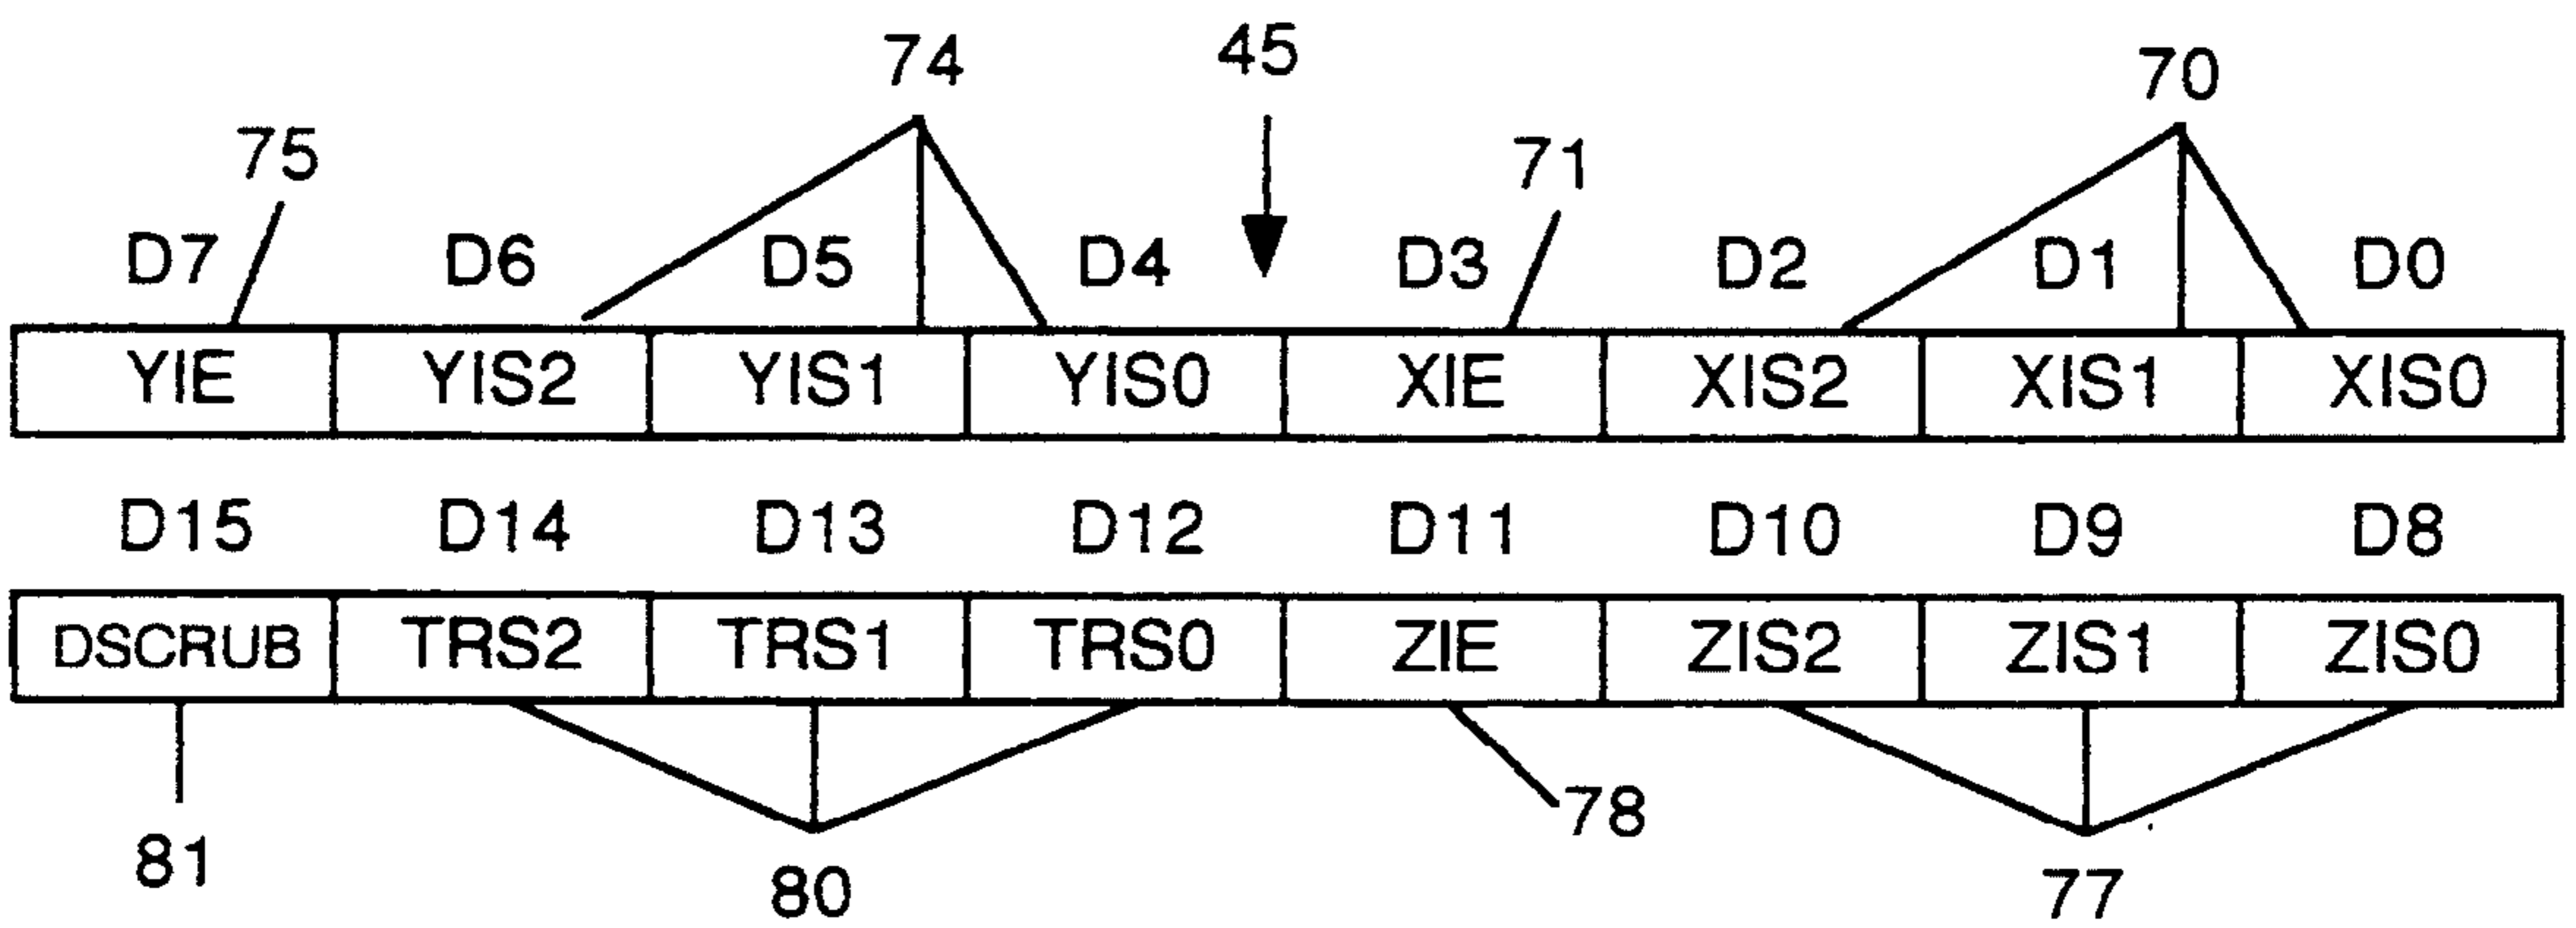 74 45 70
75 71
D7 D6 D5 D4 D3 D2 D1 D0
YIE YIS2 YIS1 YIS0 XIE XIS2 XIS1 XIS0
D15 D14 D13 D12 D11 D10 D9 D8
DSCRUB TRS2 TRS1 TRS0 ZIE ZIS2 ZIS1 ZIS0
78
81 80 77